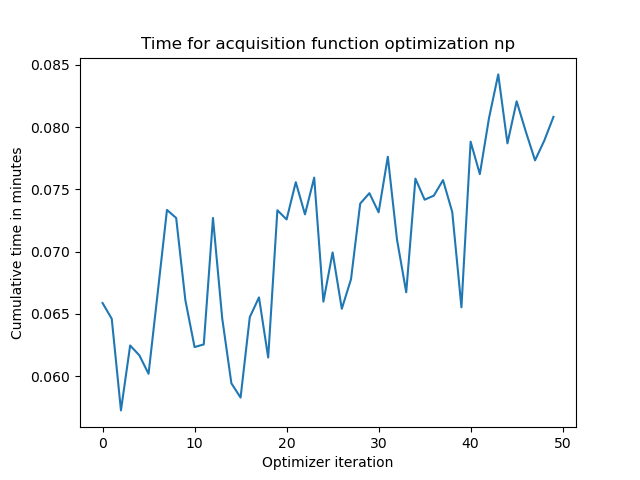 Time for acquisition function optimization np
0.085
0.080
0.075
0.070
0.065
0.060
Cumulative time in minutes
0 10 20 30 40 50
Optimizer iteration